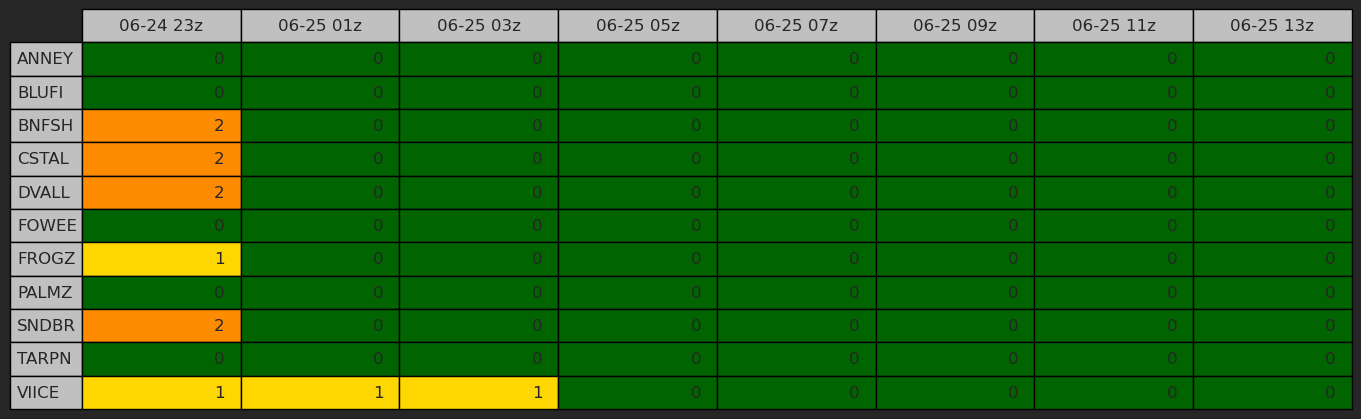 06-24 23z 06-25 01z 06-25 03z 06-25 05z 06-25 07z 06-25 09z 06-25 11z 06-25 13z
ANNEY 0 0 0 0 0 0 0 0
BLUFI 0 0 0 0 0 0 0 0
BNFSH 2 0 0 0 0 0 0 0
CSTAL 2 0 0 0 0 0 0 0
DVALL 2 0 0 0 0 0 0 0
FOWEE 0 0 0 0 0 0 0 0
FROGZ 1 0 0 0 0 0 0 0
PALMZ 0 0 0 0 0 0 0 0
SNDBR 2 0 0 0 0 0 0 0
TARPN 0 0 0 0 0 0 0 0
VIICE 1 1 1 0 0 0 0 0